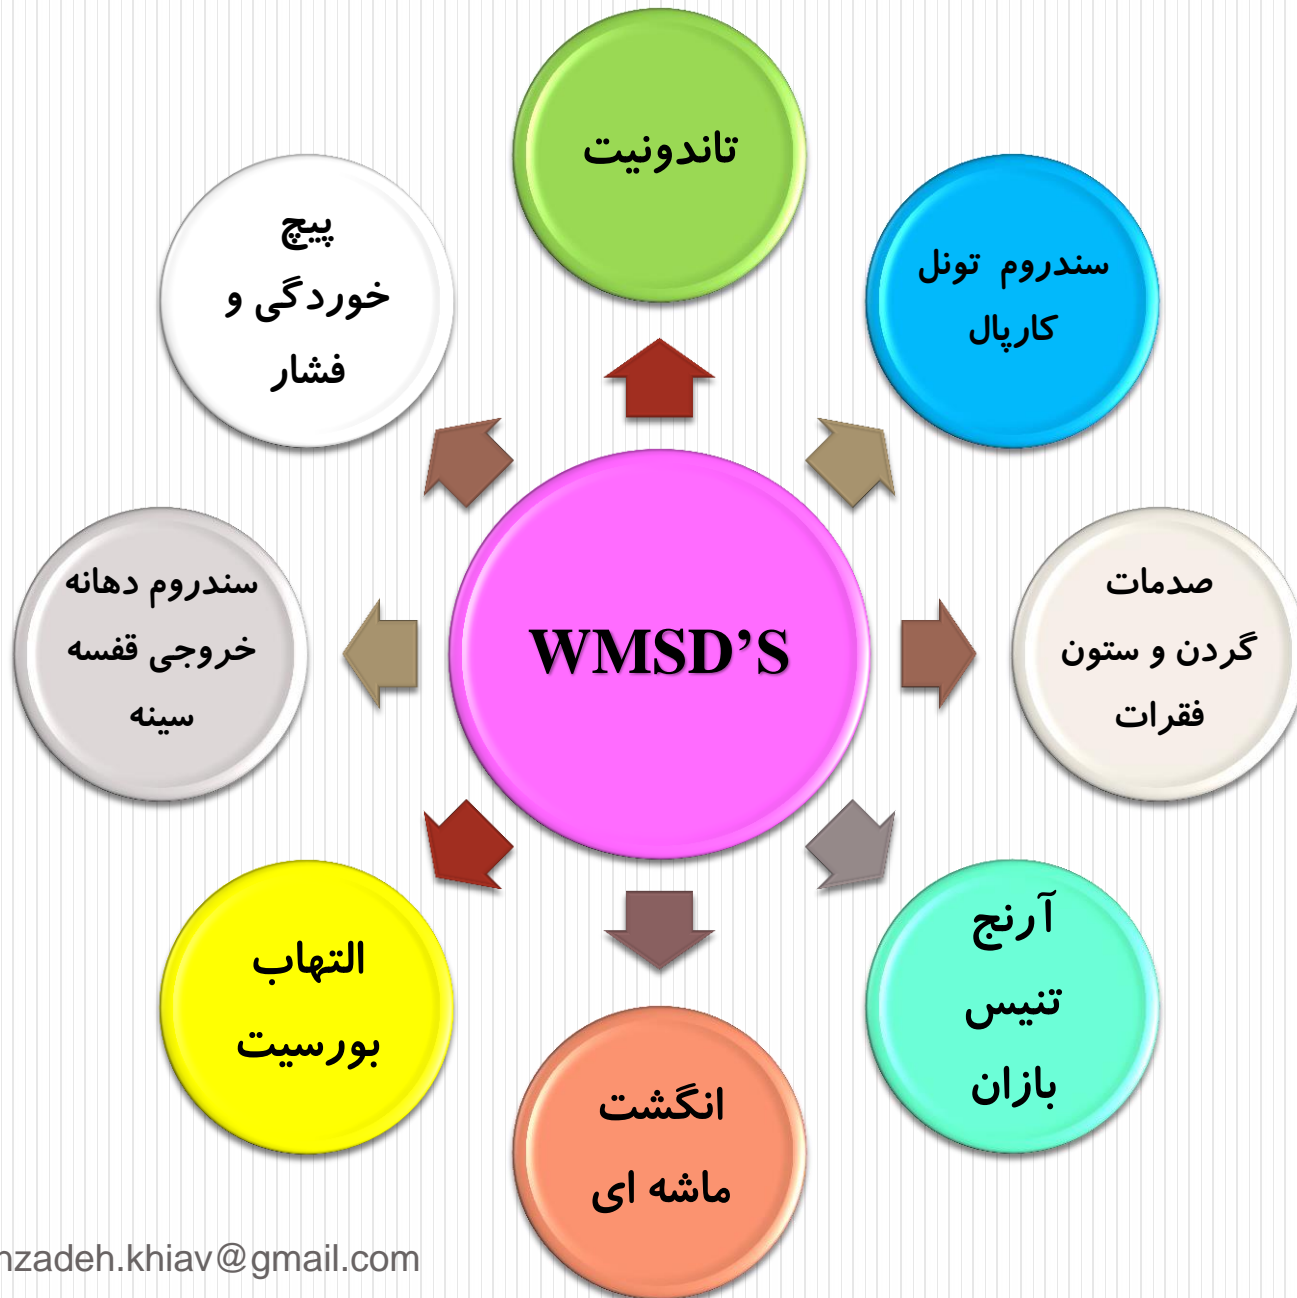 تاندونیت
سندروم تونل
کارپال
صدمات
گردن و ستون
فقرات
آرنج
تنیس
بازان
انگشت
ماشه ای
التهاب
بورسیت
سندروم دهانه
خروجی قفسه
سینه
پیچ
خوردگی و
فشار
WMSD’S
nzadeh.khiav@gmail.com